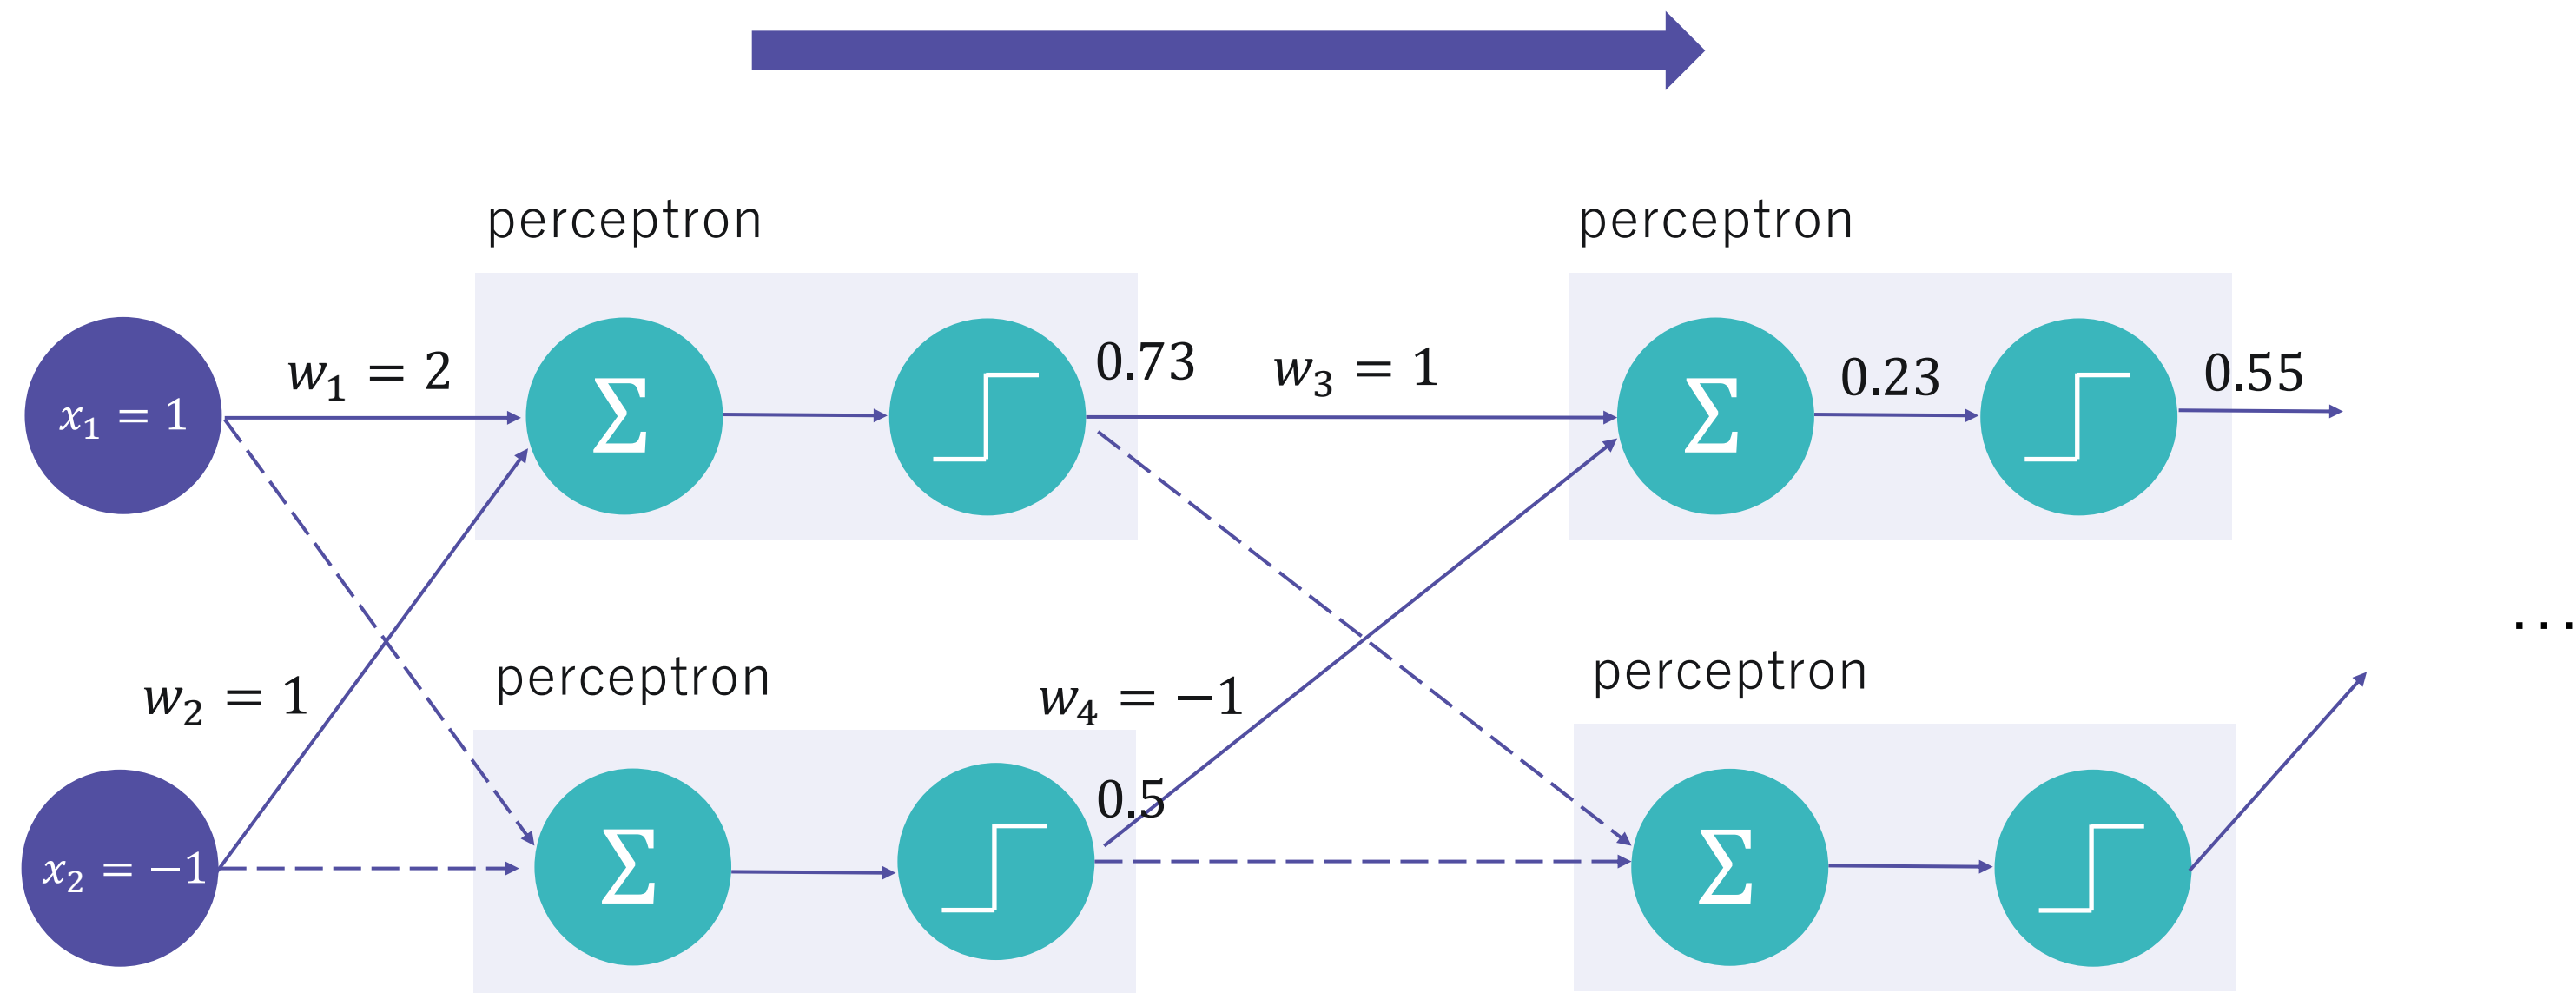 perceptron
perceptron
x₁ = 1
w₁ = 2
Σ
0.73
w₃ = 1
Σ
0.23
0.55
w₂ = 1
perceptron
w₄ = −1
perceptron
...
x₂ = −1
Σ
0.5
Σ